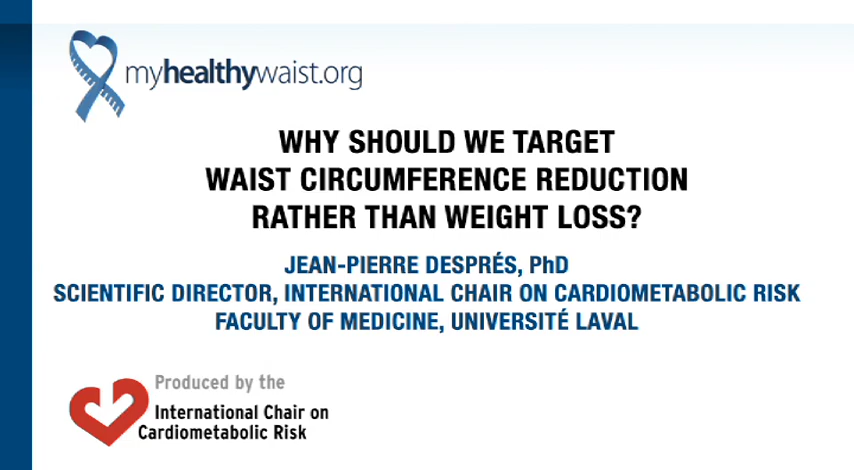 myhealthywaist.org
WHY SHOULD WE TARGET
WAIST CIRCUMFERENCE REDUCTION
RATHER THAN WEIGHT LOSS?
JEAN-PIERRE DESPRÉS, PhD
SCIENTIFIC DIRECTOR, INTERNATIONAL CHAIR ON CARDIOMETABOLIC RISK
FACULTY OF MEDICINE, UNIVERSITÉ LAVAL
Produced by the
International Chair on
Cardiometabolic Risk